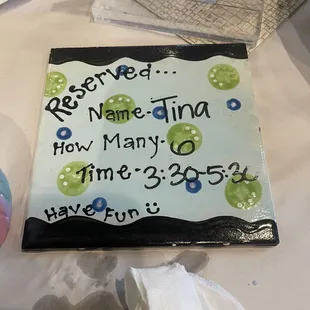 Reserved...
Name-Tina
How Many-6
Time-3:30-5:30
Have Fun